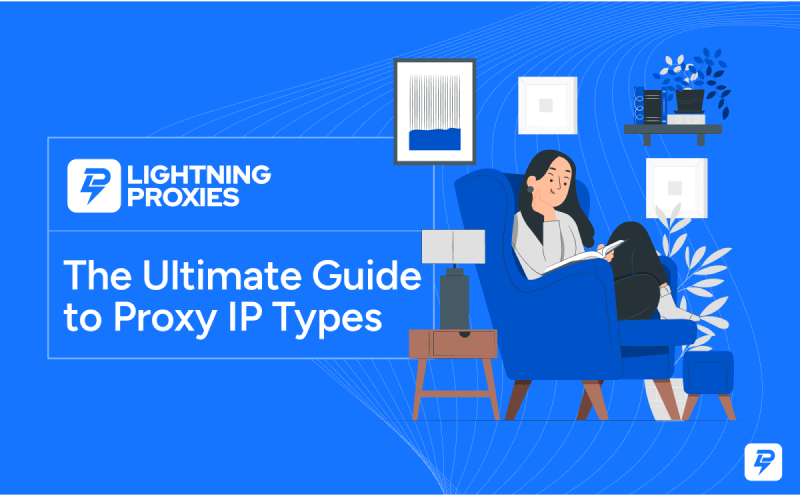 LIGHTNING
PROXIES
The Ultimate Guide
to Proxy IP Types